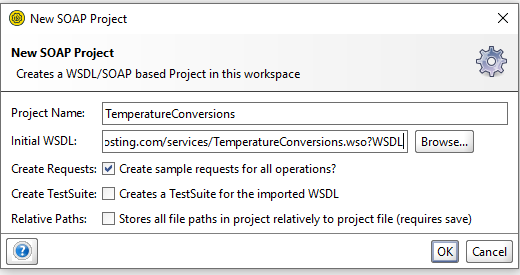 New SOAP Project
New SOAP Project
Creates a WSDL/SOAP based Project in this workspace
Project Name: TemperatureConversions
Initial WSDL: osting.com/services/TemperatureConversions.wso?WSDL Browse...
Create Requests: Create sample requests for all operations?
Create TestSuite: Creates a TestSuite for the imported WSDL
Relative Paths: Stores all file paths in project relatively to project file (requires save)
? OK Cancel